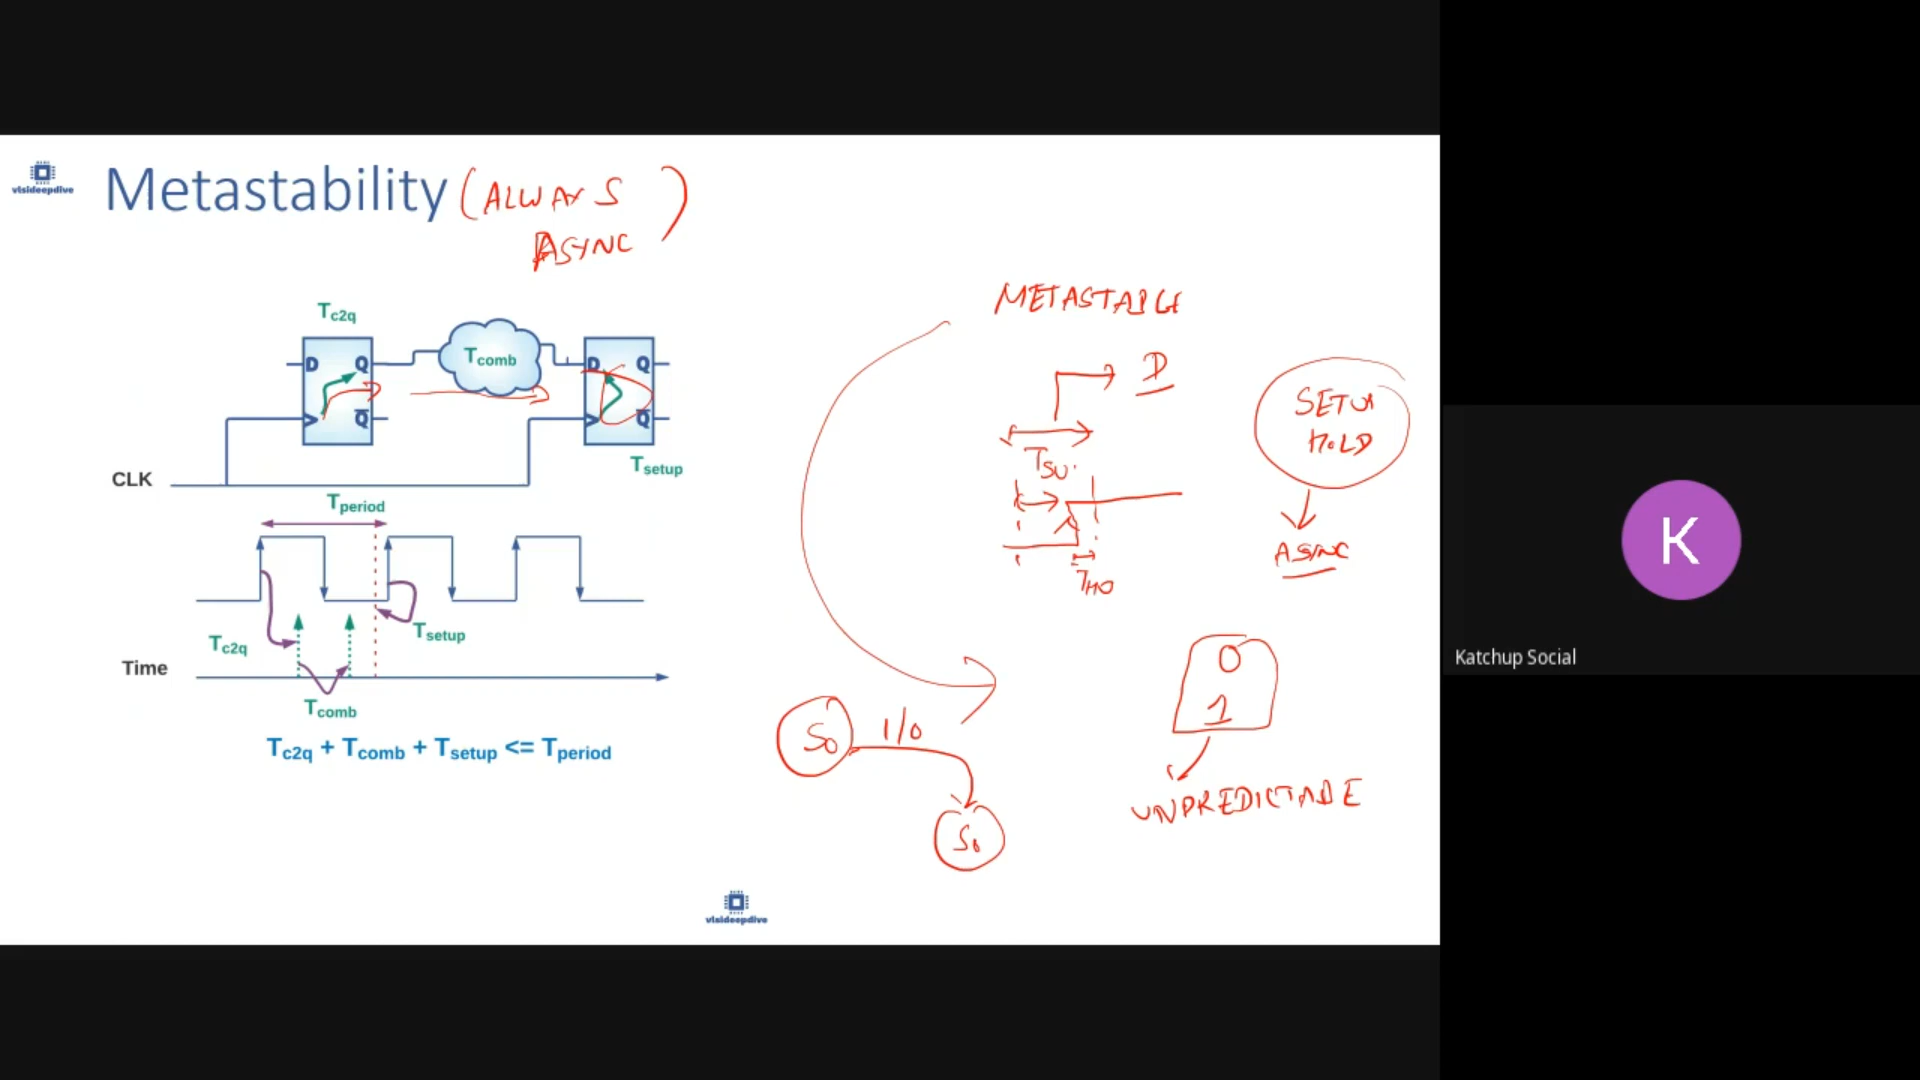 vlsideepdive
Metastability (ALWAYS
ASYNC )
Tc2q
D Q
Q
Tcomb
D Q
Q
Tsetup
CLK
Tperiod
Tsetup
Tc2q
Time
Tcomb
Tc2q + Tcomb + Tsetup <= Tperiod
METASTABLE
D
TSU.
THO
SETUP
HOLD
ASYNC
0
1
UNPREDICTABLE
S0 1/0
vlsideepdive
K
Katchup Social